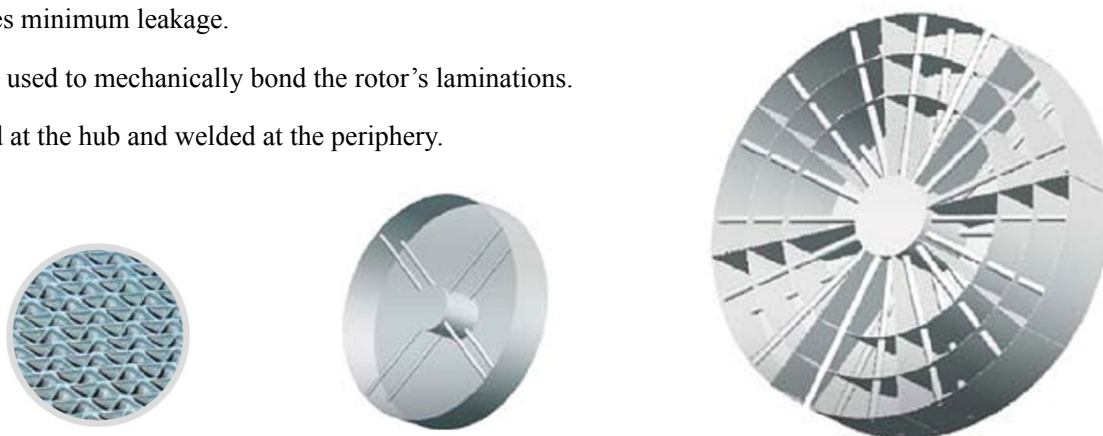 es minimum leakage.
used to mechanically bond the rotor’s laminations.
d at the hub and welded at the periphery.